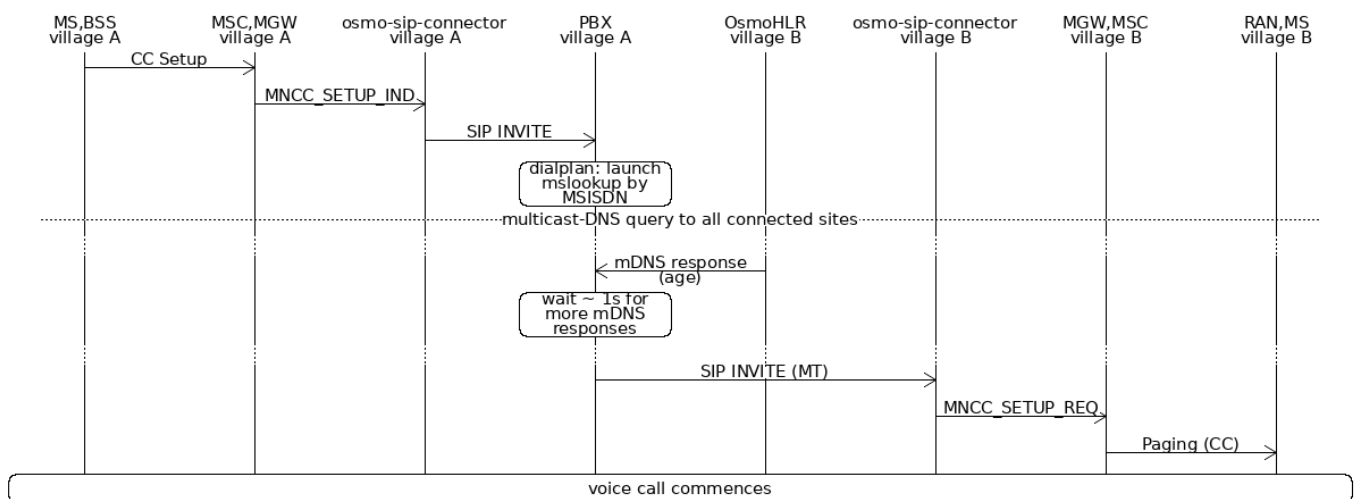 MS,BSS
village A
MSC,MGW
village A
osmo-sip-connector
village A
PBX
village A
OsmoHLR
village B
osmo-sip-connector
village B
MGW,MSC
village B
RAN,MS
village B
CC Setup
MNCC_SETUP_IND
SIP INVITE
dialplan: launch
mslookup by
MSISDN
multicast-DNS query to all connected sites
mDNS response
(age)
wait ~ 1s for
more mDNS
responses
SIP INVITE (MT)
MNCC_SETUP_REQ
Paging (CC)
voice call commences